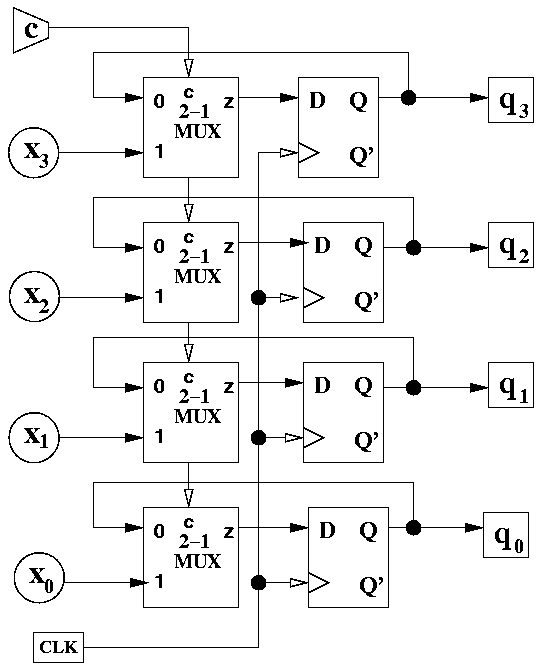 c
0 c z D Q q3
2–1
MUX
x3 1 Q'
0 c z D Q q2
2–1
MUX
x2 1 Q'
0 c z D Q q1
2–1
MUX
x1 1 Q'
0 c z D Q q0
2–1
MUX
x0 1 Q'
CLK